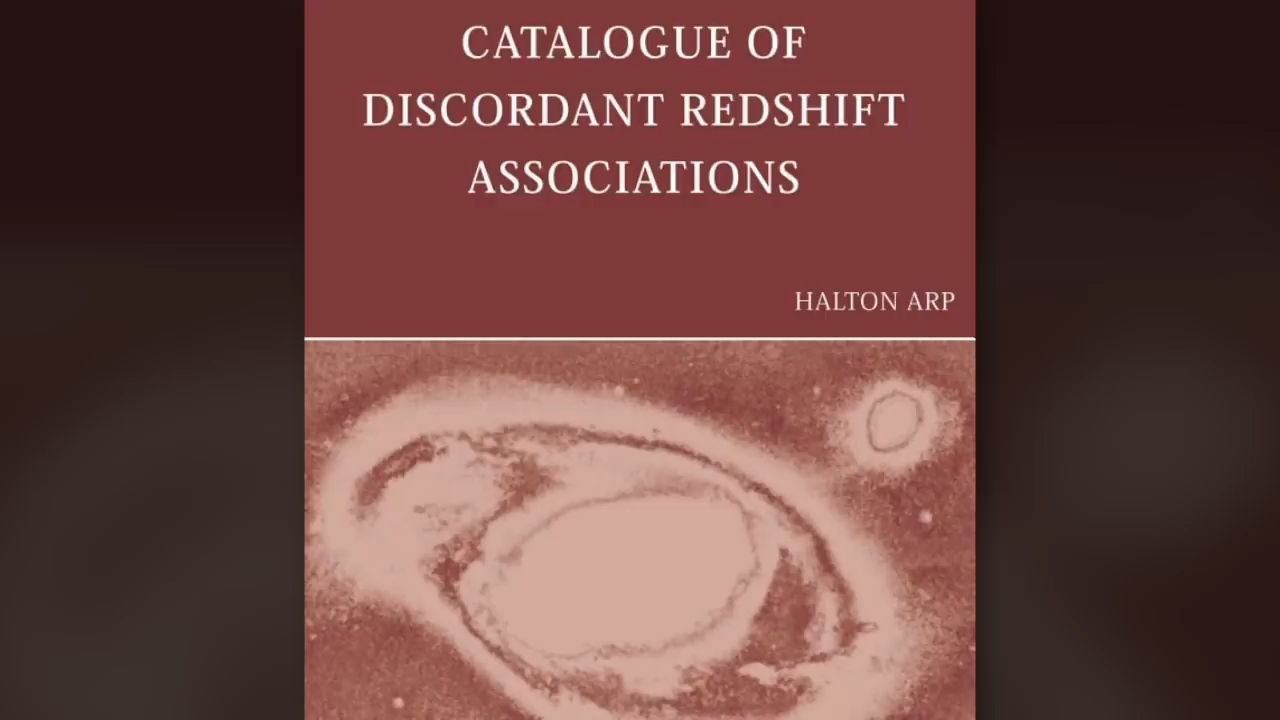 CATALOGUE OF
DISCORDANT REDSHIFT
ASSOCIATIONS
HALTON ARP